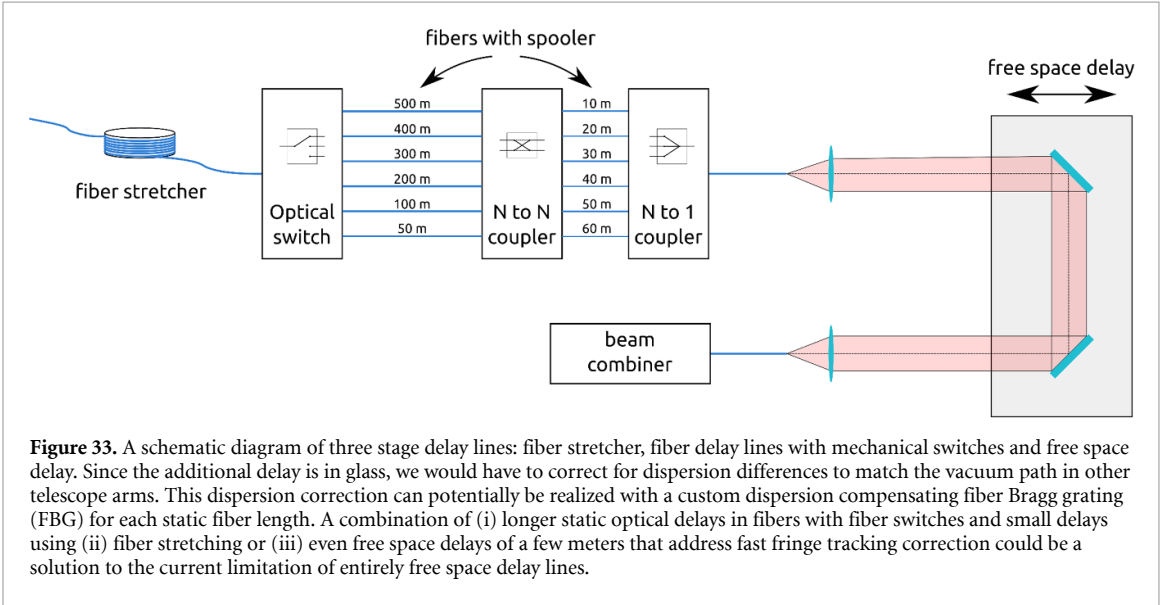 fibers with spooler
free space delay
500 m
400 m
300 m
200 m
100 m
50 m
10 m
20 m
30 m
40 m
50 m
60 m
fiber stretcher
Optical
switch
N to N
coupler
N to 1
coupler
beam
combiner
Figure 33. A schematic diagram of three stage delay lines: fiber stretcher, fiber delay lines with mechanical switches and free space
delay. Since the additional delay is in glass, we would have to correct for dispersion differences to match the vacuum path in other
telescope arms. This dispersion correction can potentially be realized with a custom dispersion compensating fiber Bragg grating
(FBG) for each static fiber length. A combination of (i) longer static optical delays in fibers with fiber switches and small delays
using (ii) fiber stretching or (iii) even free space delays of a few meters that address fast fringe tracking correction could be a
solution to the current limitation of entirely free space delay lines.